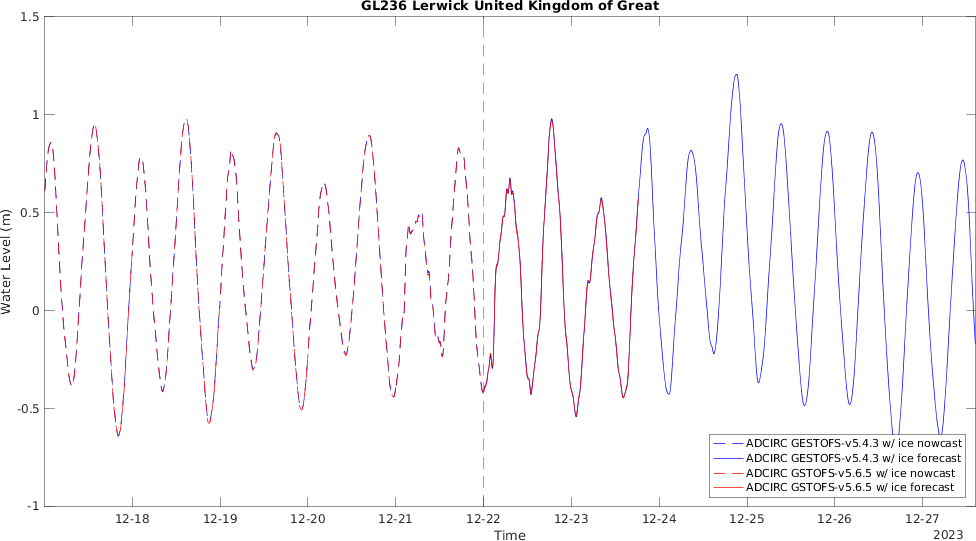 GL236 Lerwick United Kingdom of Great
1.5
1
0.5
0
-0.5
-1
Water Level (m)
12-18 12-19 12-20 12-21 12-22 12-23 12-24 12-25 12-26 12-27
Time
2023
ADCIRC GESTOFS-v5.4.3 w/ ice nowcast
ADCIRC GESTOFS-v5.4.3 w/ ice forecast
ADCIRC GSTOFS-v5.6.5 w/ ice nowcast
ADCIRC GSTOFS-v5.6.5 w/ ice forecast